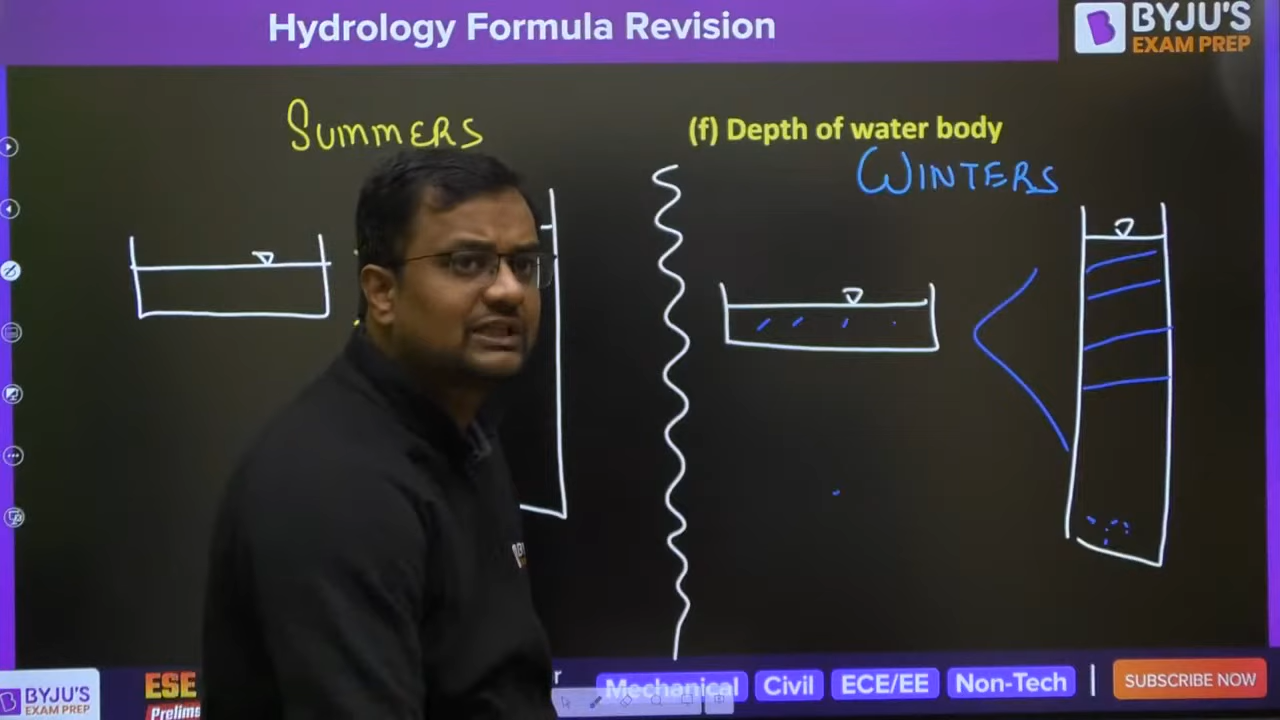 Hydrology Formula Revision
BYJU'S
EXAM PREP
SUMMERS
(f) Depth of water body
WINTERS
BY
BYJU'S
EXAM PREP
ESE
Prelims
r
Mechanical
Civil
ECE/EE
Non-Tech
SUBSCRIBE NOW